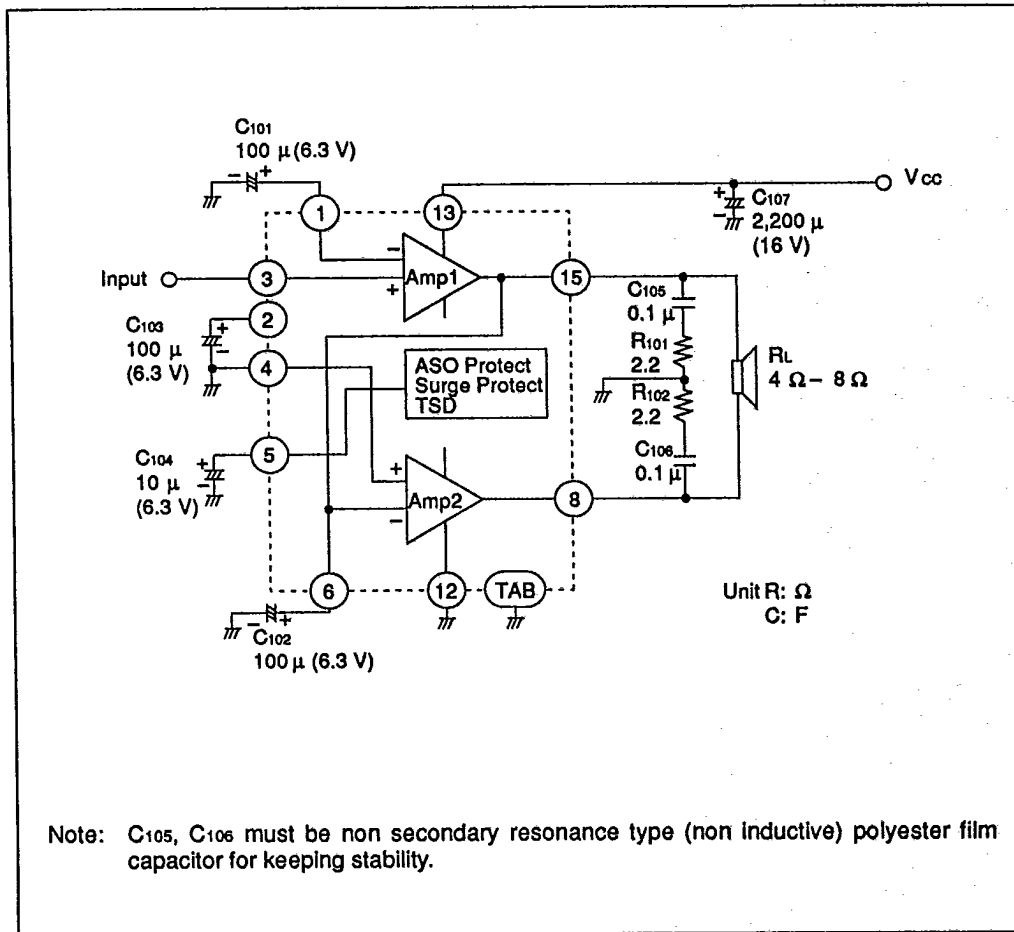 C101
100 μ (6.3 V)
Vcc
C107
2,200 μ
(16 V)
1
13
Input
3
Amp1
15
2
C103
100 μ
(6.3 V)
4
C105
0.1 μ
R101
2.2
RL
4 Ω – 8 Ω
ASO Protect
Surge Protect
TSD
R102
2.2
5
C104
10 μ
(6.3 V)
C106
0.1 μ
Amp2
8
6
12
TAB
Unit R: Ω
C: F
C102
100 μ (6.3 V)
Note: C105, C106 must be non secondary resonance type (non inductive) polyester film
capacitor for keeping stability.